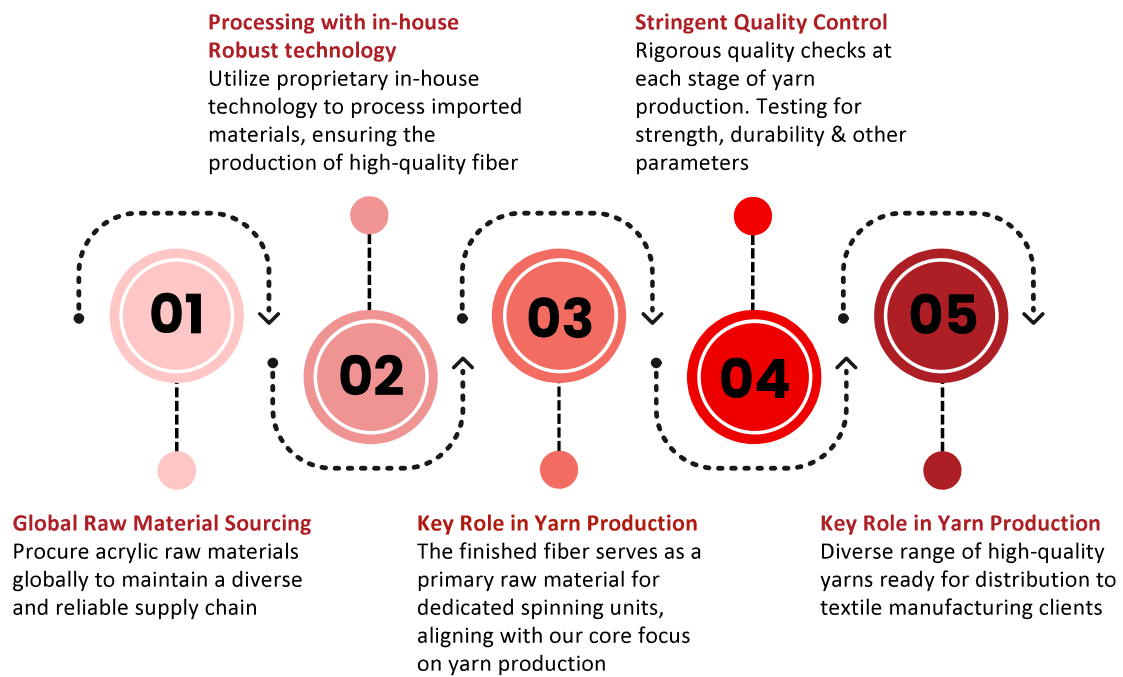 01
Global Raw Material Sourcing
Procure acrylic raw materials
globally to maintain a diverse
and reliable supply chain
Processing with in-house
Robust technology
Utilize proprietary in-house
technology to process imported
materials, ensuring the
production of high-quality fiber
02
03
Key Role in Yarn Production
The finished fiber serves as a
primary raw material for
dedicated spinning units,
aligning with our core focus
on yarn production
Stringent Quality Control
Rigorous quality checks at
each stage of yarn
production. Testing for
strength, durability & other
parameters
04
05
Key Role in Yarn Production
Diverse range of high-quality
yarns ready for distribution to
textile manufacturing clients